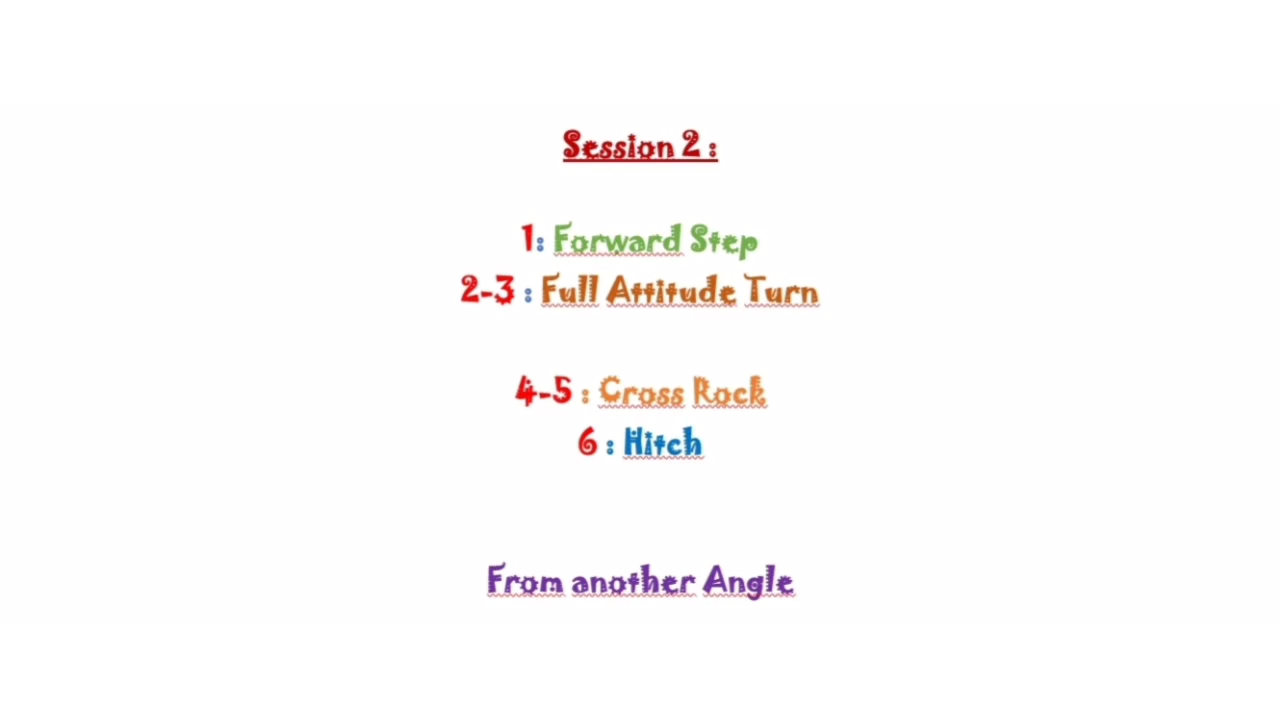 Session 2 :
1: Forward Step
2-3 : Full Attitude Turn
4-5 : Cross Rock
6 : Hitch
From another Angle